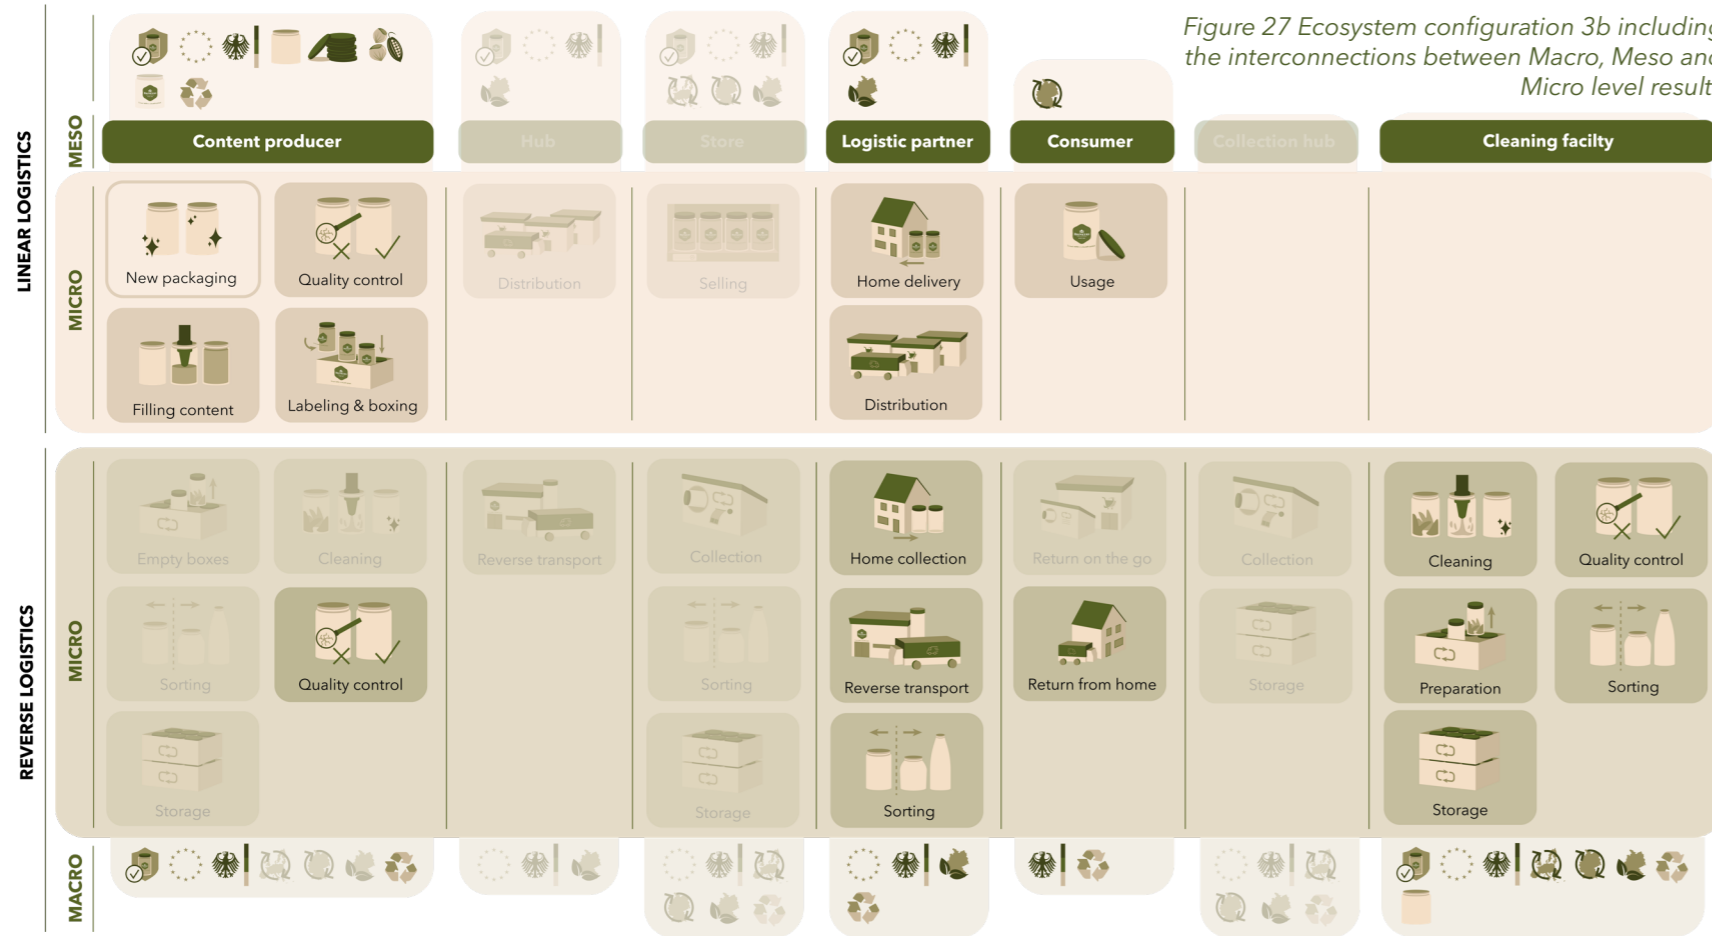 Figure 27 Ecosystem configuration 3b including
the interconnections between Macro, Meso and
Micro level result
LINEAR LOGISTICS
MESO
Content producer
Hub
Store
Logistic partner
Consumer
Collection hub
Cleaning facilty
MICRO
New packaging
Quality control
Distribution
Selling
Home delivery
Usage
Filling content
Labeling & boxing
Distribution
REVERSE LOGISTICS
MICRO
Empty boxes
Cleaning
Reverse transport
Collection
Home collection
Return on the go
Collection
Cleaning
Quality control
Sorting
Quality control
Sorting
Reverse transport
Return from home
Storage
Preparation
Sorting
Storage
Storage
Sorting
Storage
MACRO